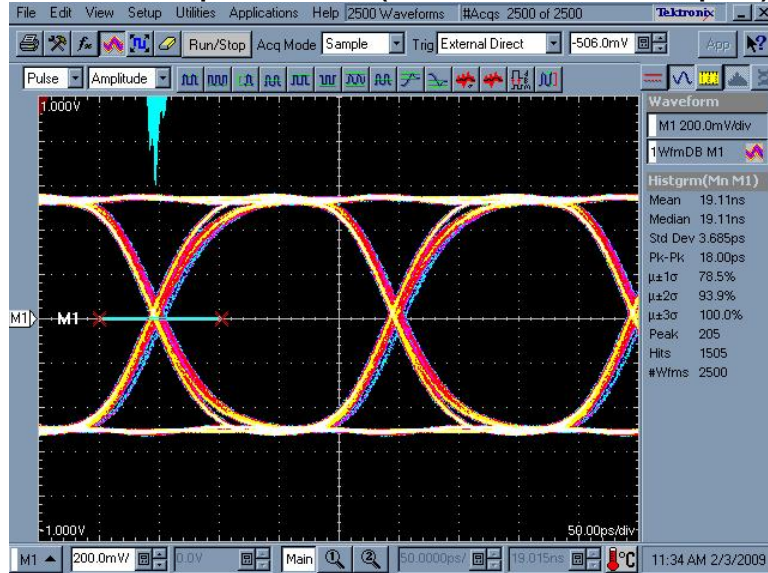 File Edit View Setup Utilities Applications Help 2500 Waveforms #Acqs 2500 of 2500 Tektronix
Run/Stop Acq Mode Sample Trig External Direct -506.0mV App
Pulse Amplitude
1.000V
Waveform
M1 200.0mV/div
1 WfmDB M1
Histgrm(Mn M1)
Mean 19.11ns
Median 19.11ns
Std Dev 3.685ps
Pk-Pk 18.00ps
µ±1σ 78.5%
µ±2σ 93.9%
µ±3σ 100.0%
Peak 205
Hits 1505
#Wfms 2500
M1 M1
-1.000V 50.00ps/div
M1 200.0mV/ 0.0V Main 1 2 50.0000ps/ 19.015ns °C 11:34 AM 2/3/2009